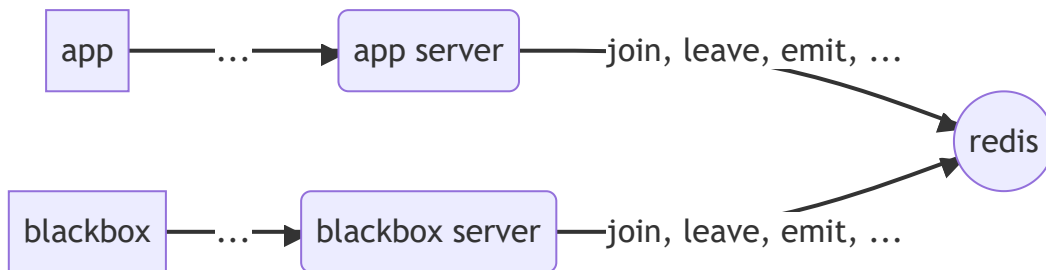 app
...
app server
join, leave, emit, ...
redis
blackbox
...
blackbox server
join, leave, emit, ...